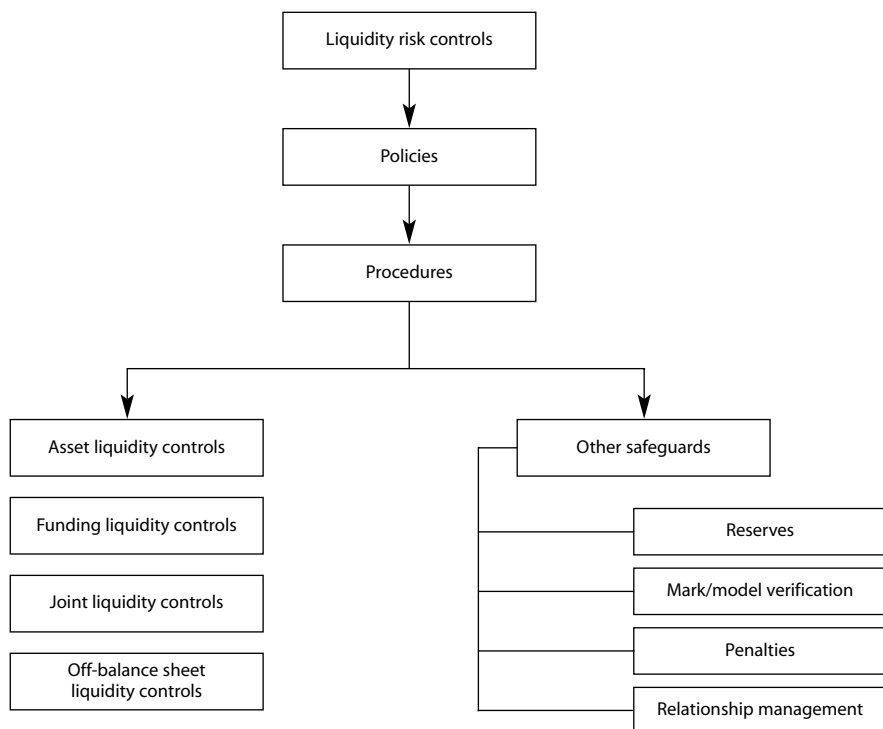 Liquidity risk controls
Policies
Procedures
Asset liquidity controls
Funding liquidity controls
Joint liquidity controls
Off-balance sheet
liquidity controls
Other safeguards
Reserves
Mark/model verification
Penalties
Relationship management